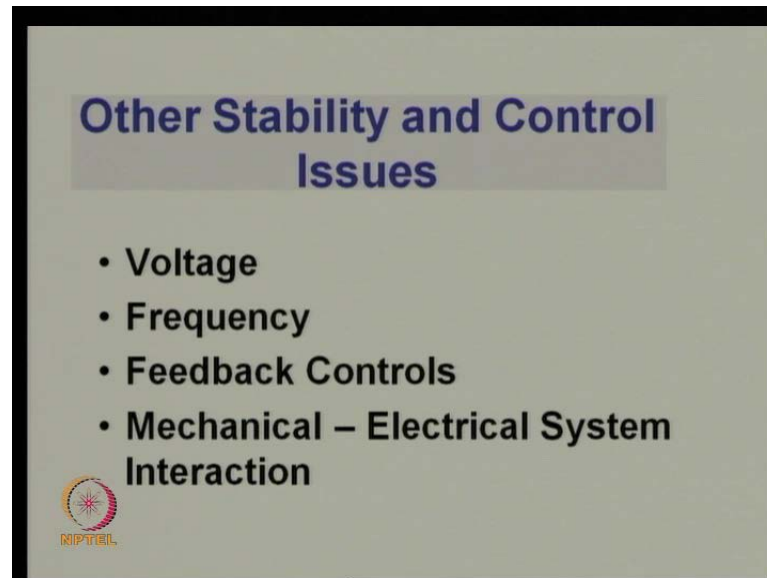 Other Stability and Control
Issues
• Voltage
• Frequency
• Feedback Controls
• Mechanical – Electrical System
Interaction
NPTEL